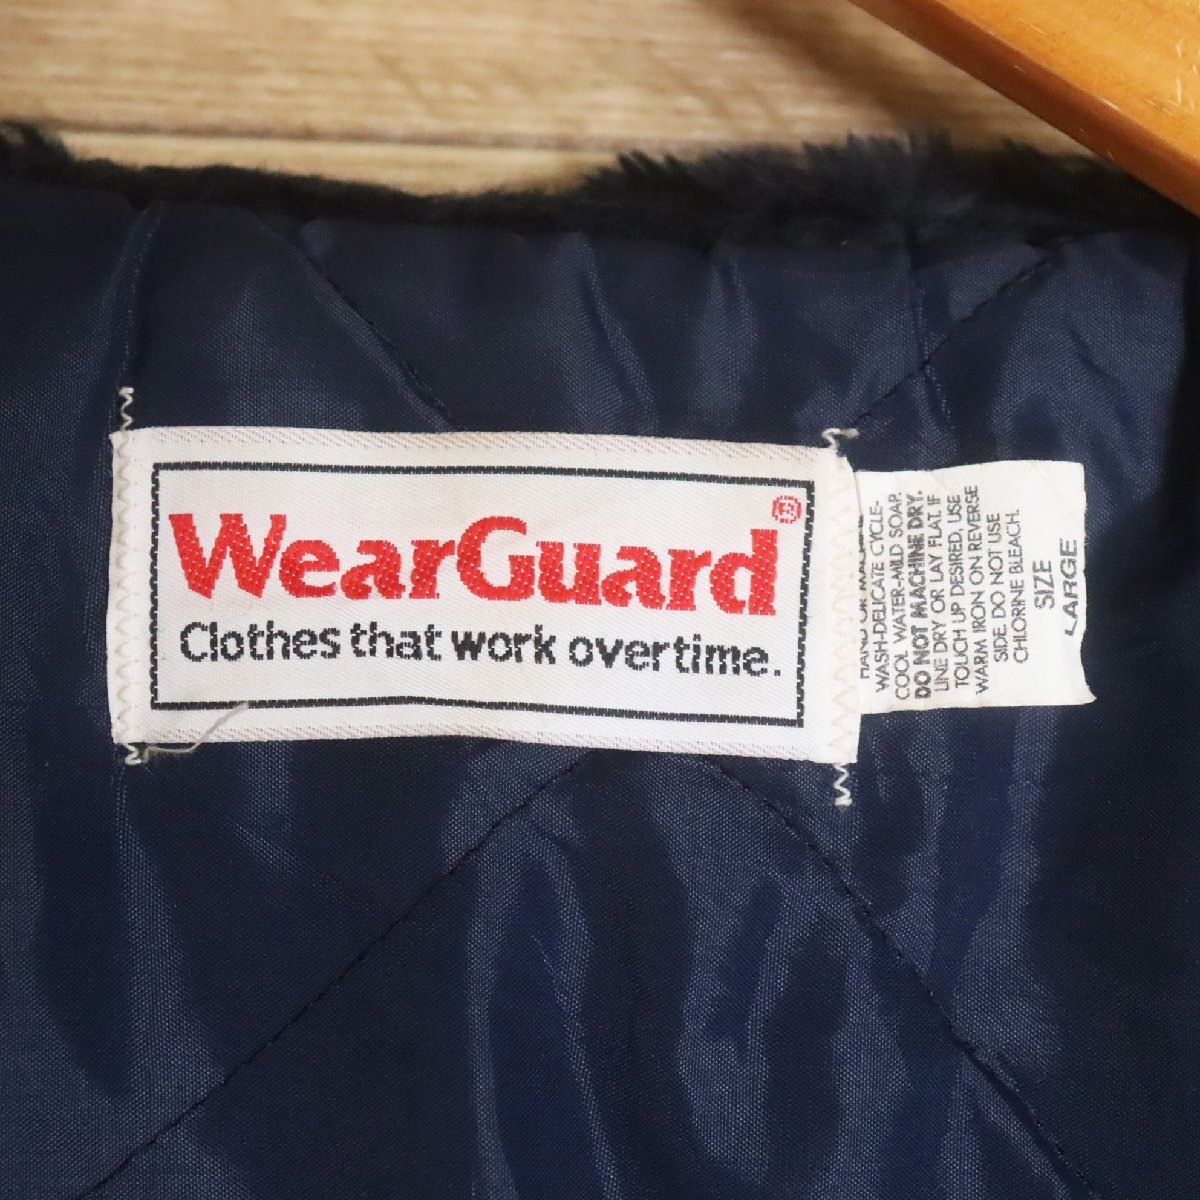 WearGuard®
Clothes that work overtime.
HAND OR MACHINE
WASH-DELICATE CYCLE-
COOL WATER-MILD SOAP.
DO NOT MACHINE DRY.
LINE DRY OR LAY FLAT. IF
TOUCH UP DESIRED, USE
WARM IRON ON REVERSE
SIDE. DO NOT USE
CHLORINE BLEACH.
SIZE
LARGE